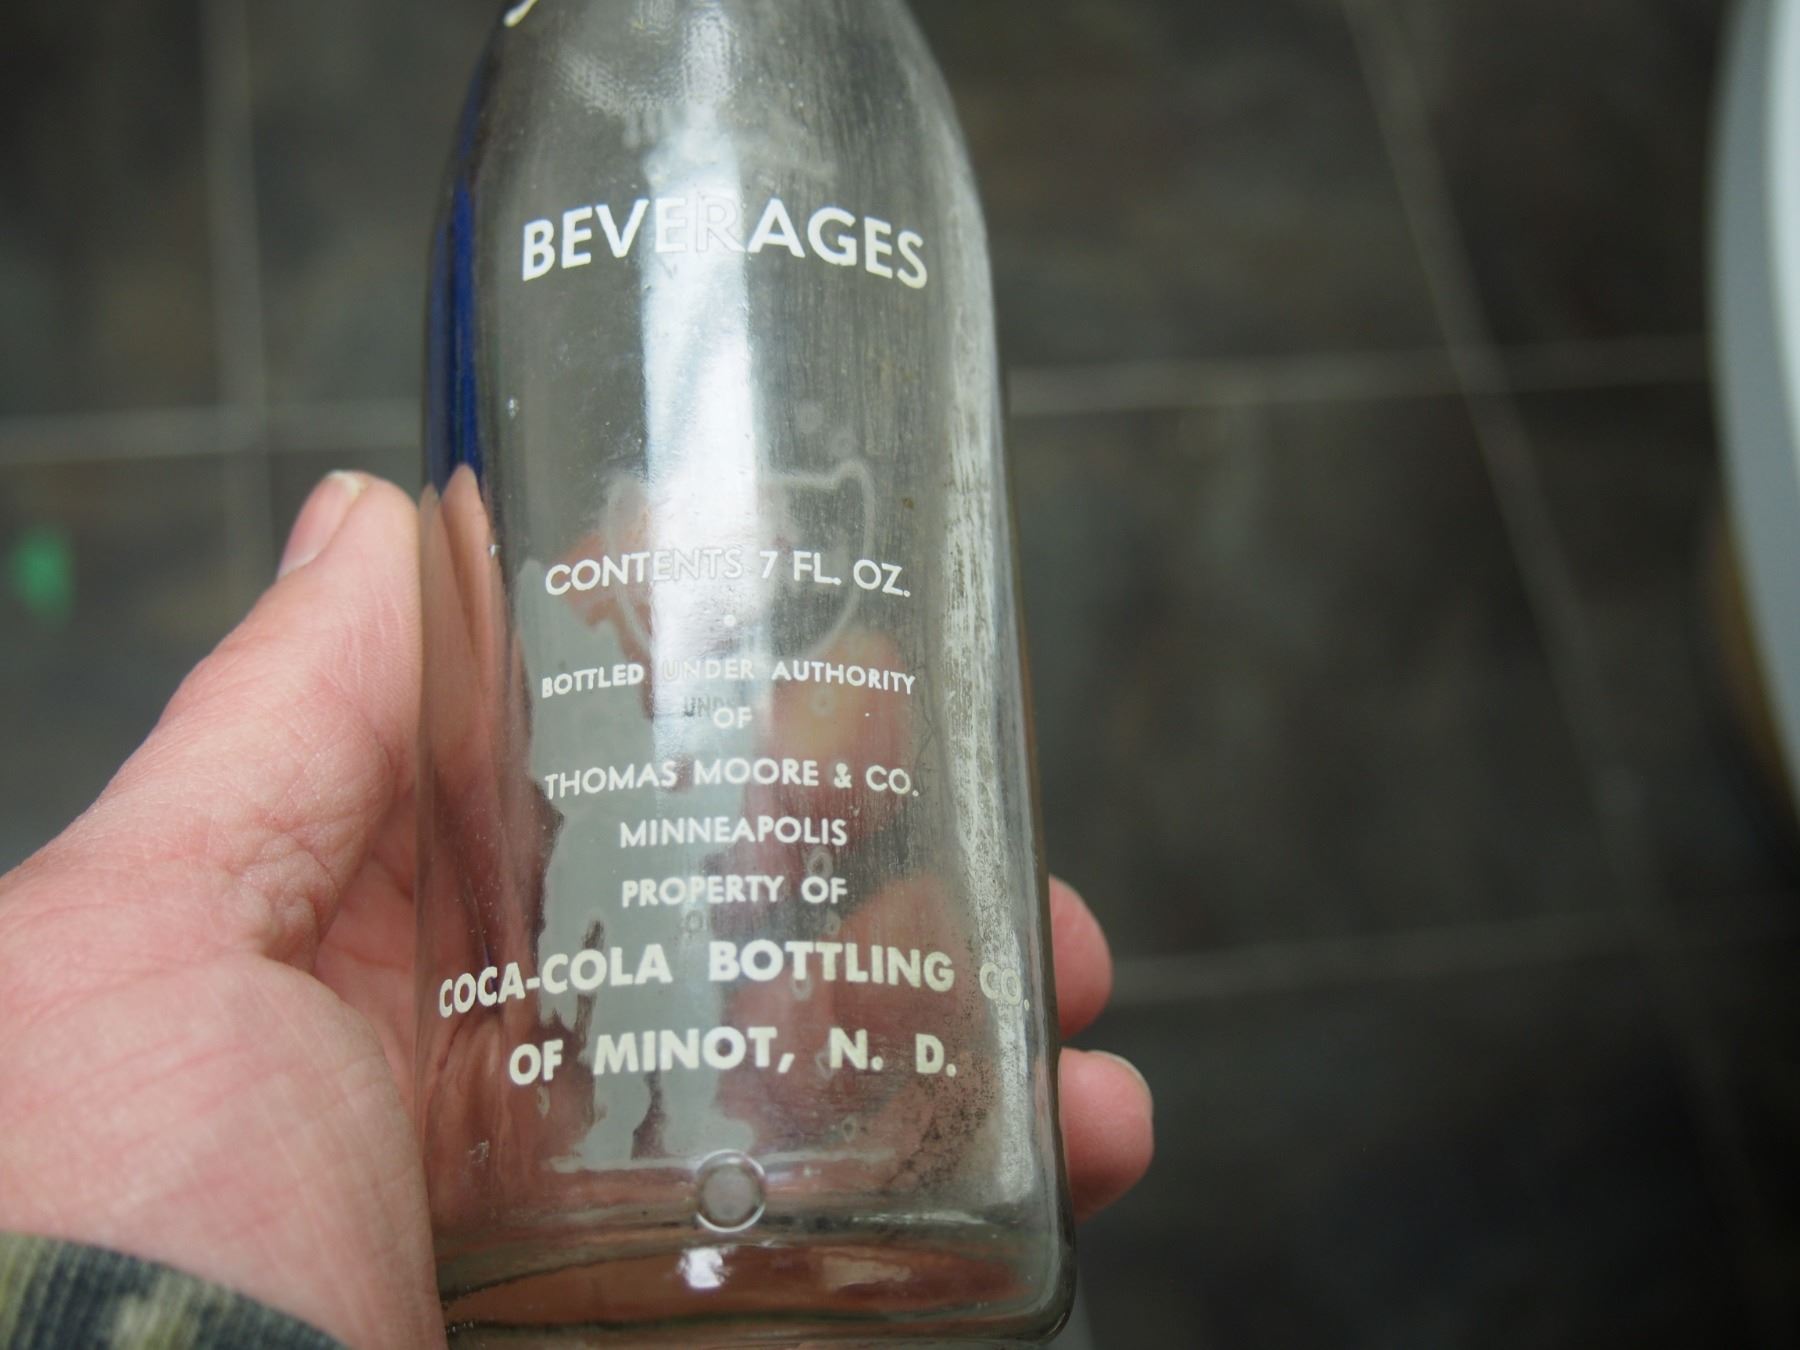 BEVERAGES
CONTENTS 7 FL. OZ.
BOTTLED UNDER AUTHORITY
OF
THOMAS MOORE & CO.
MINNEAPOLIS
PROPERTY OF
COCA-COLA BOTTLING CO.
OF MINOT, N. D.